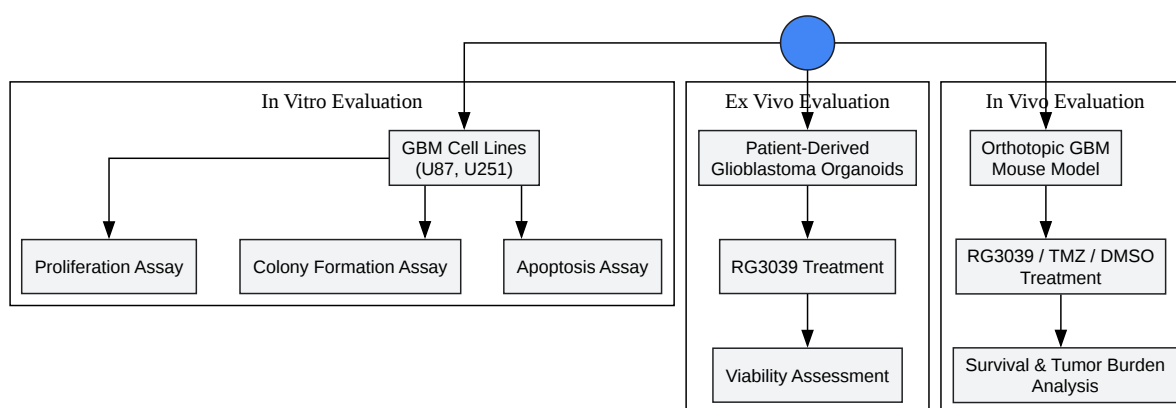 In Vitro Evaluation
GBM Cell Lines
(U87, U251)
Proliferation Assay
Colony Formation Assay
Apoptosis Assay
Ex Vivo Evaluation
Patient-Derived
Glioblastoma Organoids
RG3039 Treatment
Viability Assessment
In Vivo Evaluation
Orthotopic GBM
Mouse Model
RG3039 / TMZ / DMSO
Treatment
Survival & Tumor Burden
Analysis